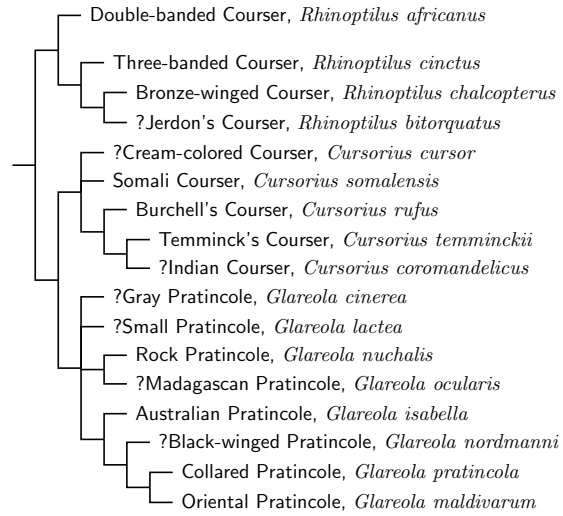 Double-banded Courser, Rhinoptilus africanus
Three-banded Courser, Rhinoptilus cinctus
Bronze-winged Courser, Rhinoptilus chalcopterus
?Jerdon's Courser, Rhinoptilus bitorquatus
?Cream-colored Courser, Cursorius cursor
Somali Courser, Cursorius somalensis
Burchell's Courser, Cursorius rufus
Temminck's Courser, Cursorius temminckii
?Indian Courser, Cursorius coromandelicus
?Gray Pratincole, Glareola cinerea
?Small Pratincole, Glareola lactea
Rock Pratincole, Glareola nuchalis
?Madagascan Pratincole, Glareola ocularis
Australian Pratincole, Glareola isabella
?Black-winged Pratincole, Glareola nordmanni
Collared Pratincole, Glareola pratincola
Oriental Pratincole, Glareola maldivarum